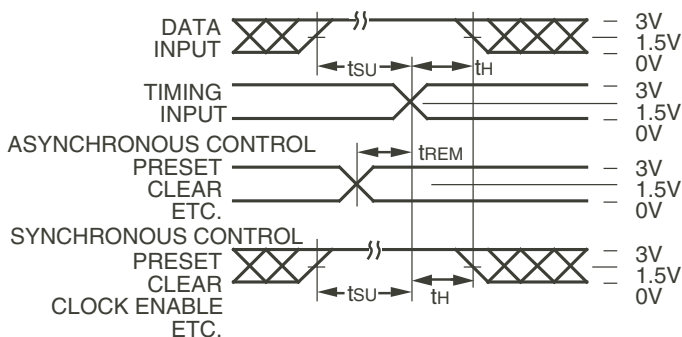 DATA
INPUT
3V
1.5V
0V
tSU
tH
TIMING
INPUT
3V
1.5V
0V
ASYNCHRONOUS CONTROL
PRESET
CLEAR
ETC.
tREM
3V
1.5V
0V
SYNCHRONOUS CONTROL
PRESET
CLEAR
CLOCK ENABLE
ETC.
tSU
tH
3V
1.5V
0V